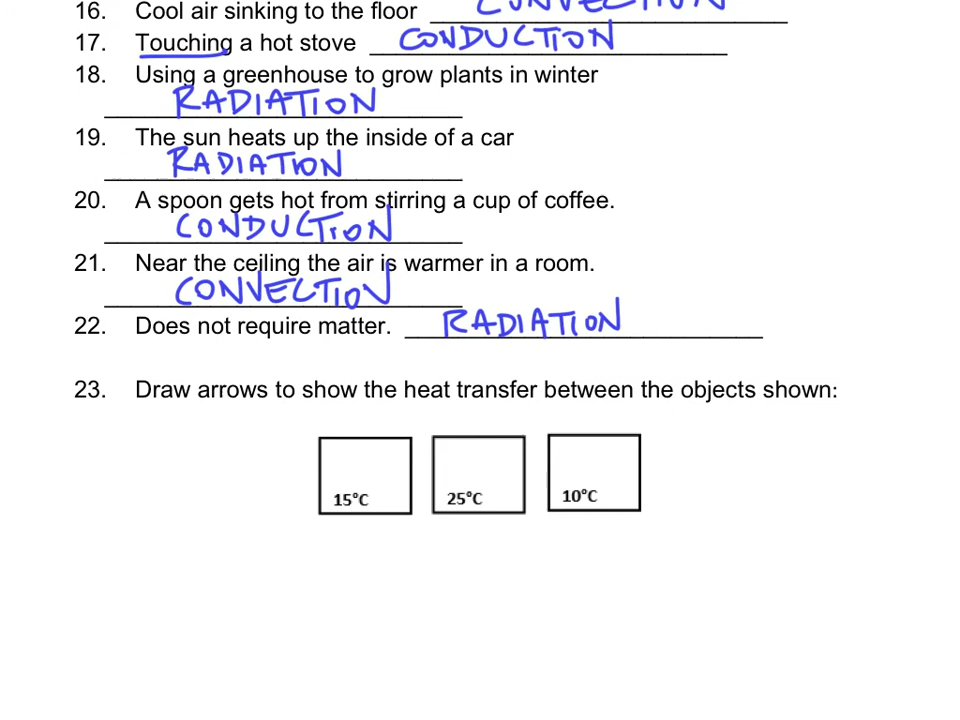 16. Cool air sinking to the floor CONVECTION
17. Touching a hot stove CONDUCTION
18. Using a greenhouse to grow plants in winter
RADIATION
19. The sun heats up the inside of a car
RADIATION
20. A spoon gets hot from stirring a cup of coffee.
CONDUCTION
21. Near the ceiling the air is warmer in a room.
CONVECTION
22. Does not require matter. RADIATION
23. Draw arrows to show the heat transfer between the objects shown:
15°C 25°C 10°C